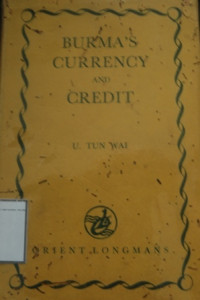 BURMA'S
CURRENCY
AND
CREDIT
U. TUN WAI
ORIENT LONGMANS